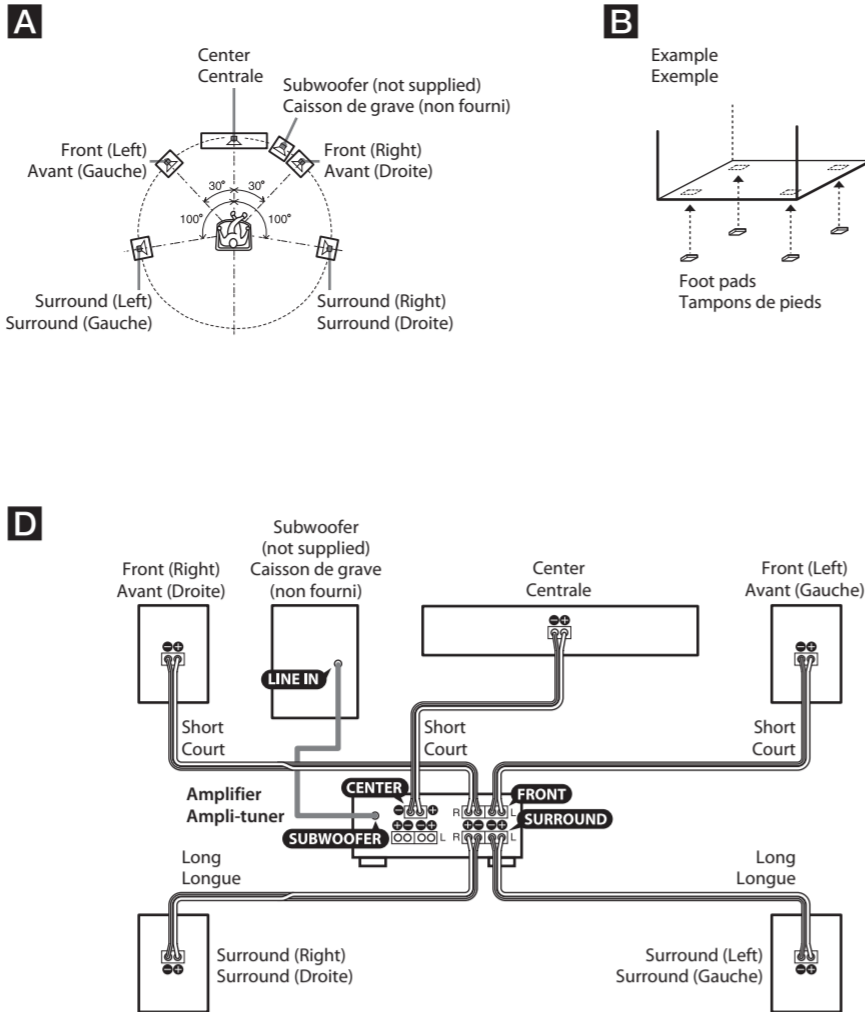 A
Center
Centrale
Subwoofer (not supplied)
Caisson de grave (non fourni)
Front (Left)
Avant (Gauche)
Front (Right)
Avant (Droite)
30° 30°
100° 100°
Surround (Left)
Surround (Gauche)
Surround (Right)
Surround (Droite)
B
Example
Exemple
Foot pads
Tampons de pieds
D
Front (Right)
Avant (Droite)
Subwoofer
(not supplied)
Caisson de grave
(non fourni)
Center
Centrale
Front (Left)
Avant (Gauche)
LINE IN
Short
Court
Short
Court
Short
Court
Amplifier
Ampli-tuner
CENTER
FRONT
R L
SUBWOOFER
SURROUND
L R L
Long
Longue
Long
Longue
Surround (Right)
Surround (Droite)
Surround (Left)
Surround (Gauche)